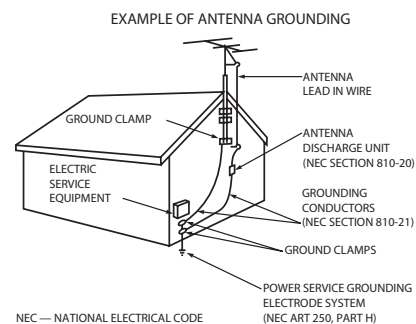 EXAMPLE OF ANTENNA GROUNDING
ANTENNA
LEAD IN WIRE
GROUND CLAMP
ANTENNA
DISCHARGE UNIT
(NEC SECTION 810-20)
ELECTRIC
SERVICE
EQUIPMENT
GROUNDING
CONDUCTORS
(NEC SECTION 810-21)
GROUND CLAMPS
POWER SERVICE GROUNDING
ELECTRODE SYSTEM
(NEC ART 250, PART H)
NEC — NATIONAL ELECTRICAL CODE